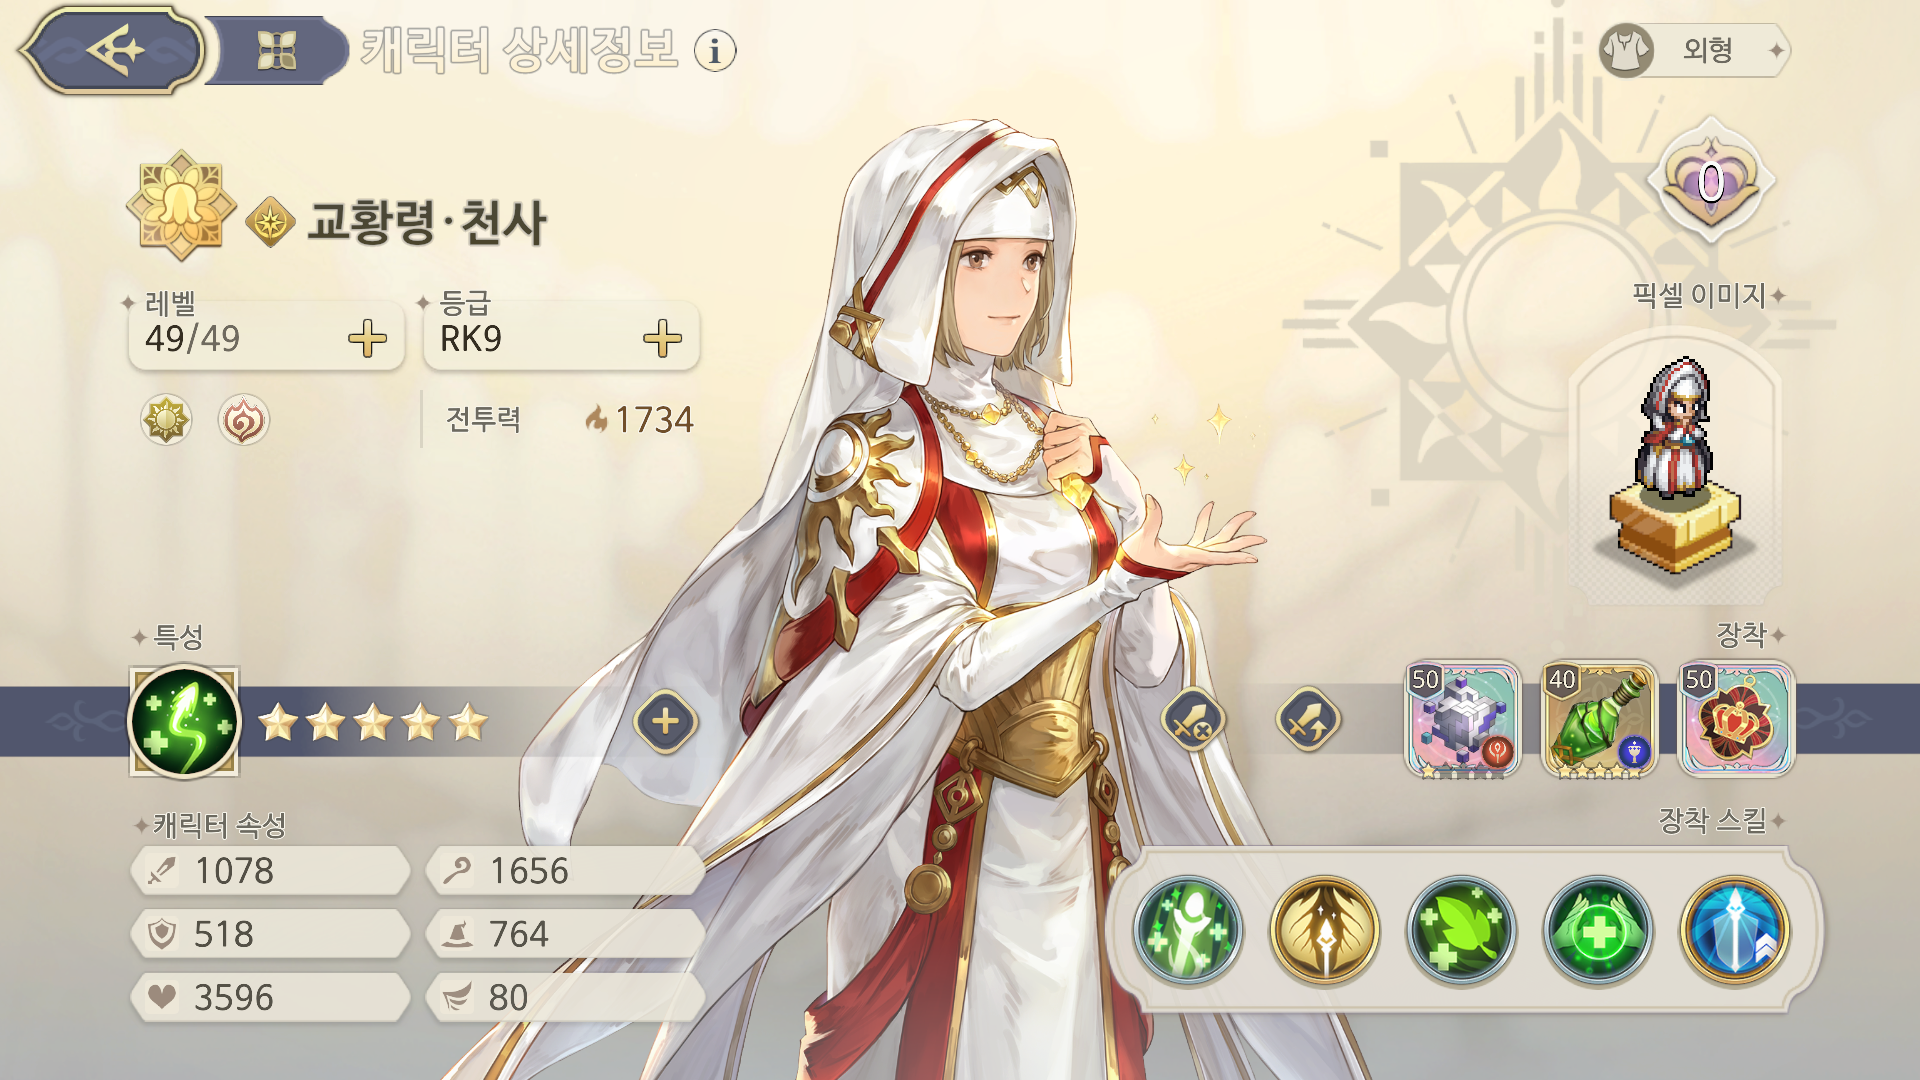 캐릭터 상세정보 i
외형
0
교황령·천사
레벨
49/49
등급
RK9
픽셀 이미지
전투력
1734
특성
장착
50
40
50
캐릭터 속성
장착 스킬
1078
1656
518
764
3596
80